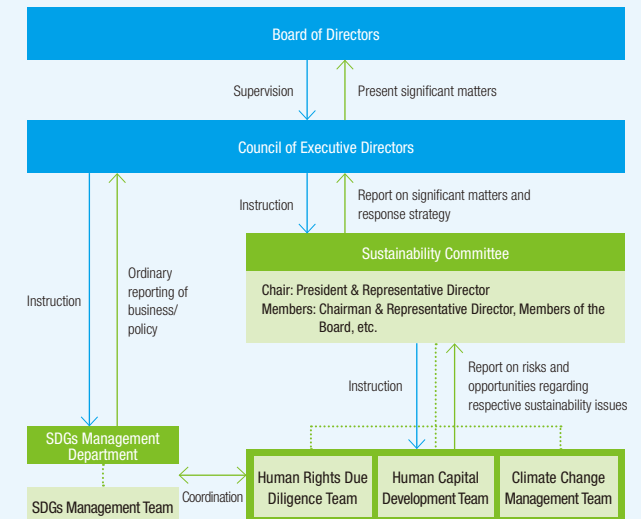 Board of Directors
Supervision
Present significant matters
Council of Executive Directors
Instruction
Report on significant matters and
response strategy
Sustainability Committee
Chair: President & Representative Director
Members: Chairman & Representative Director, Members of the
Board, etc.
Instruction
Ordinary
reporting of
business/
policy
Instruction
Report on risks and
opportunities regarding
respective sustainability issues
SDGs Management
Department
SDGs Management Team
Coordination
Human Rights Due
Diligence Team
Human Capital
Development Team
Climate Change
Management Team